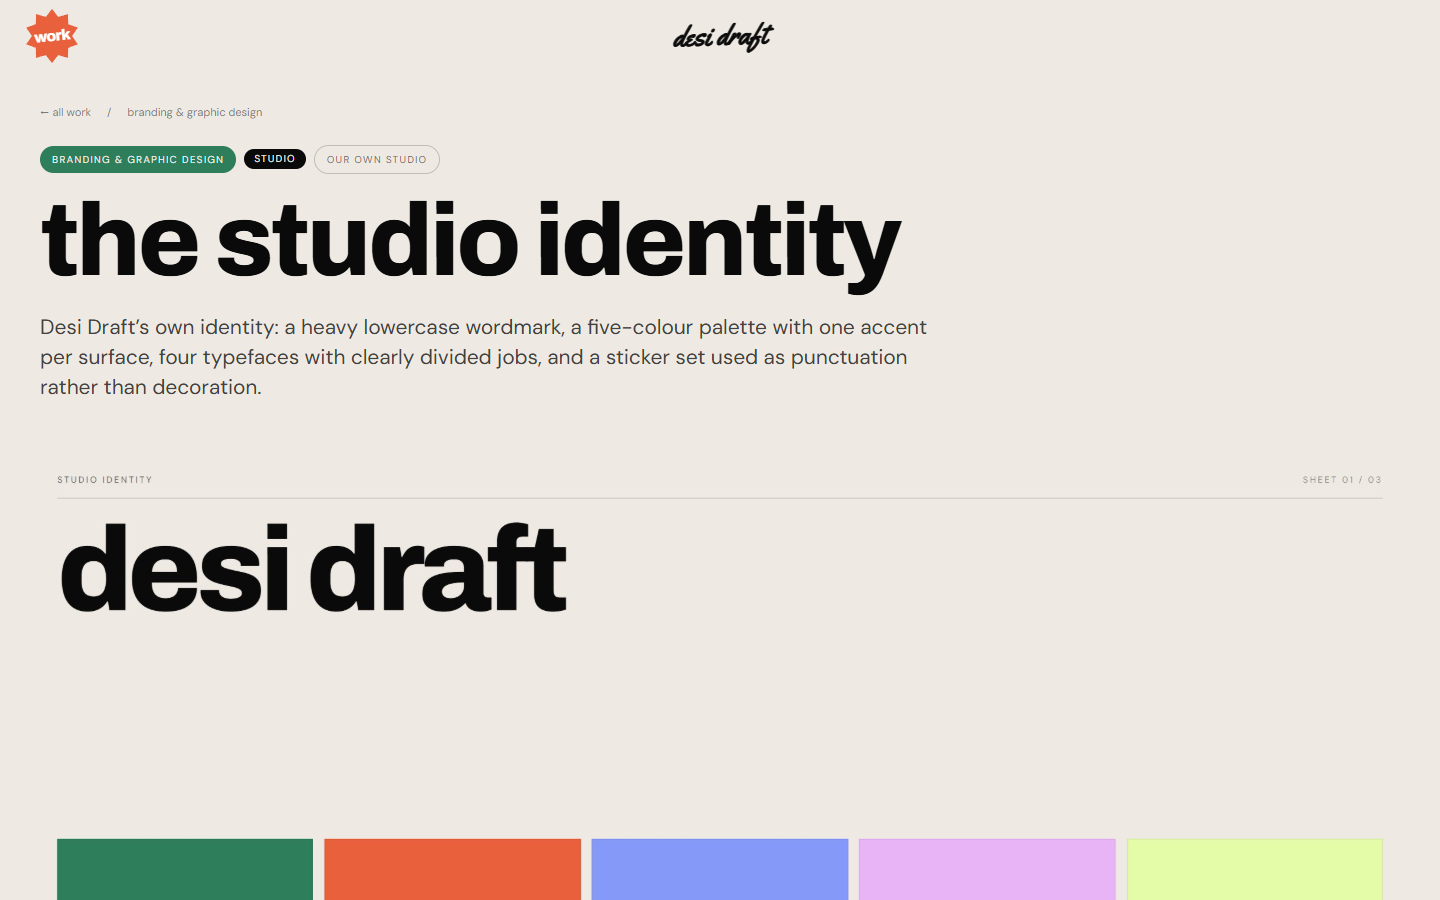 work
desi draft
← all work / branding & graphic design
BRANDING & GRAPHIC DESIGN STUDIO OUR OWN STUDIO
the studio identity
Desi Draft’s own identity: a heavy lowercase wordmark, a five-colour palette with one accent
per surface, four typefaces with clearly divided jobs, and a sticker set used as punctuation
rather than decoration.
STUDIO IDENTITY SHEET 01 / 03
desi draft